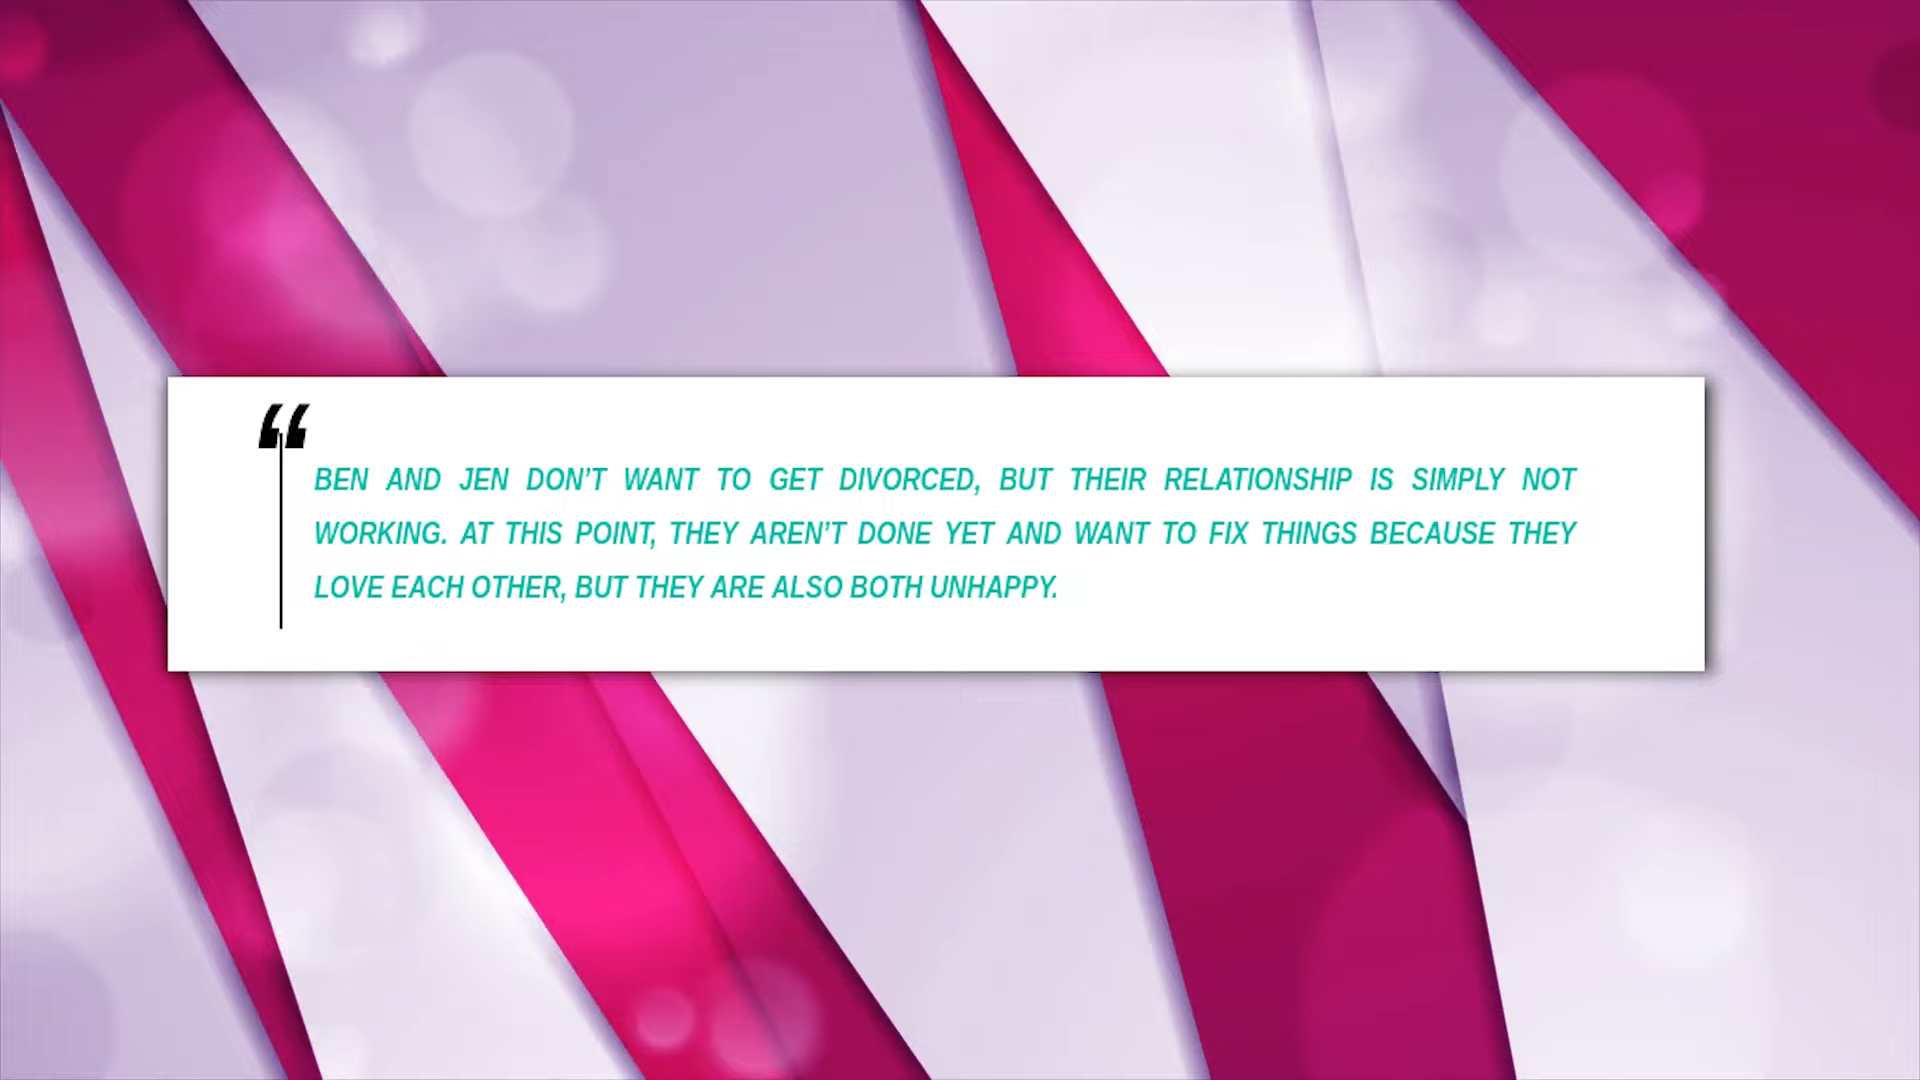 “
BEN AND JEN DON’T WANT TO GET DIVORCED, BUT THEIR RELATIONSHIP IS SIMPLY NOT
WORKING. AT THIS POINT, THEY AREN’T DONE YET AND WANT TO FIX THINGS BECAUSE THEY
LOVE EACH OTHER, BUT THEY ARE ALSO BOTH UNHAPPY.